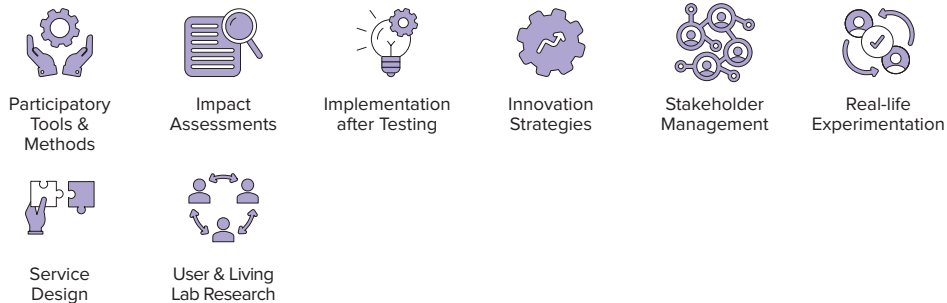 Participatory
Tools &
Methods
Impact
Assessments
Implementation
after Testing
Innovation
Strategies
Stakeholder
Management
Real-life
Experimentation
Service
Design
User & Living
Lab Research